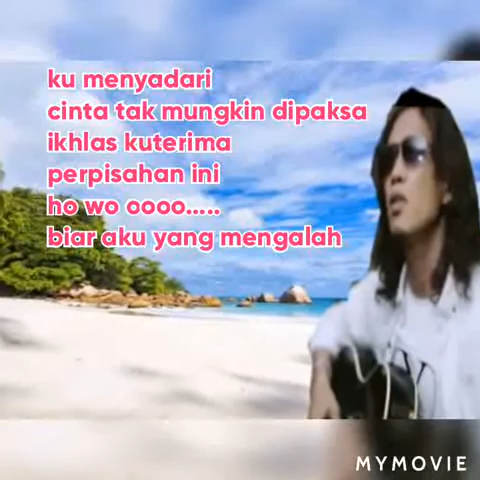 ku menyadari
cinta tak mungkin dipaksa
ikhlas kuterima
perpisahan ini
ho wo oooo.....
biar aku yang mengalah
MYMOVIE